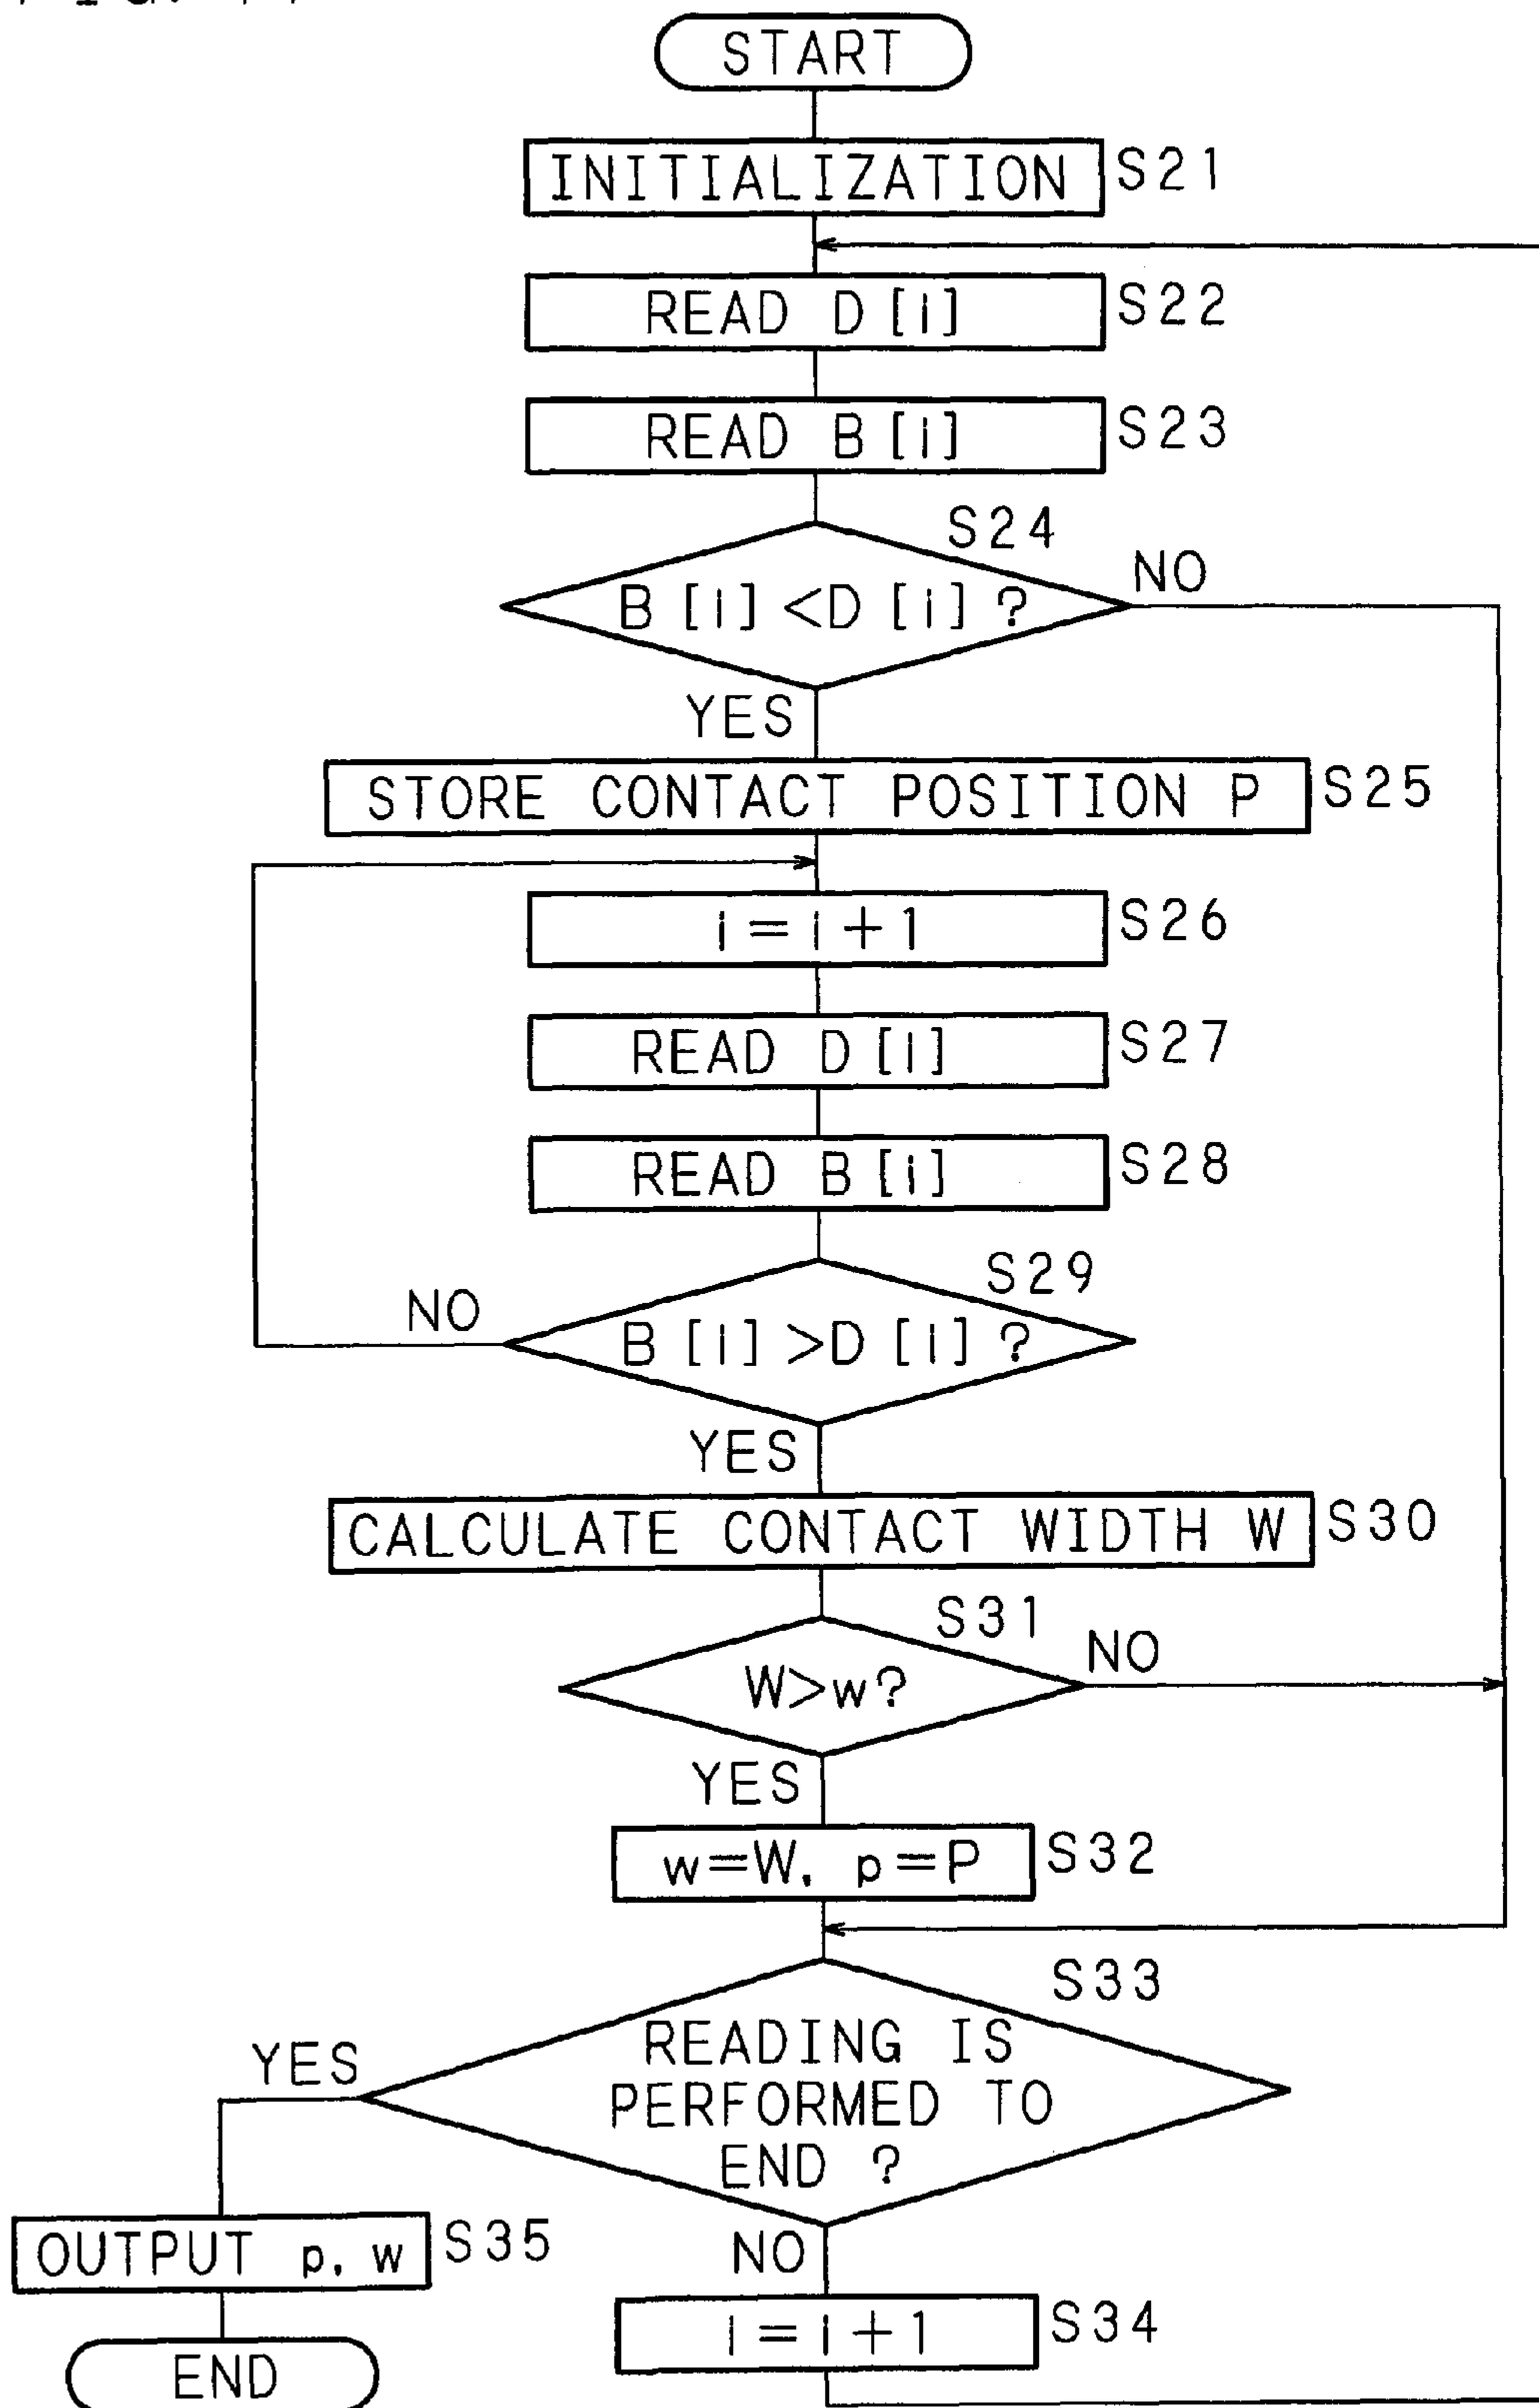 START
INITIALIZATION S21
READ D[i] S22
READ B[i] S23
S24
B[i]<D[i]? NO
YES
STORE CONTACT POSITION P S25
i=i+1 S26
READ D[i] S27
READ B[i] S28
S29
NO B[i]>D[i]?
YES
CALCULATE CONTACT WIDTH W S30
S31
W>w? NO
YES
w=W, p=P S32
S33
YES
READING IS
PERFORMED TO
END ?
OUTPUT p, w S35
NO
i=i+1 S34
END